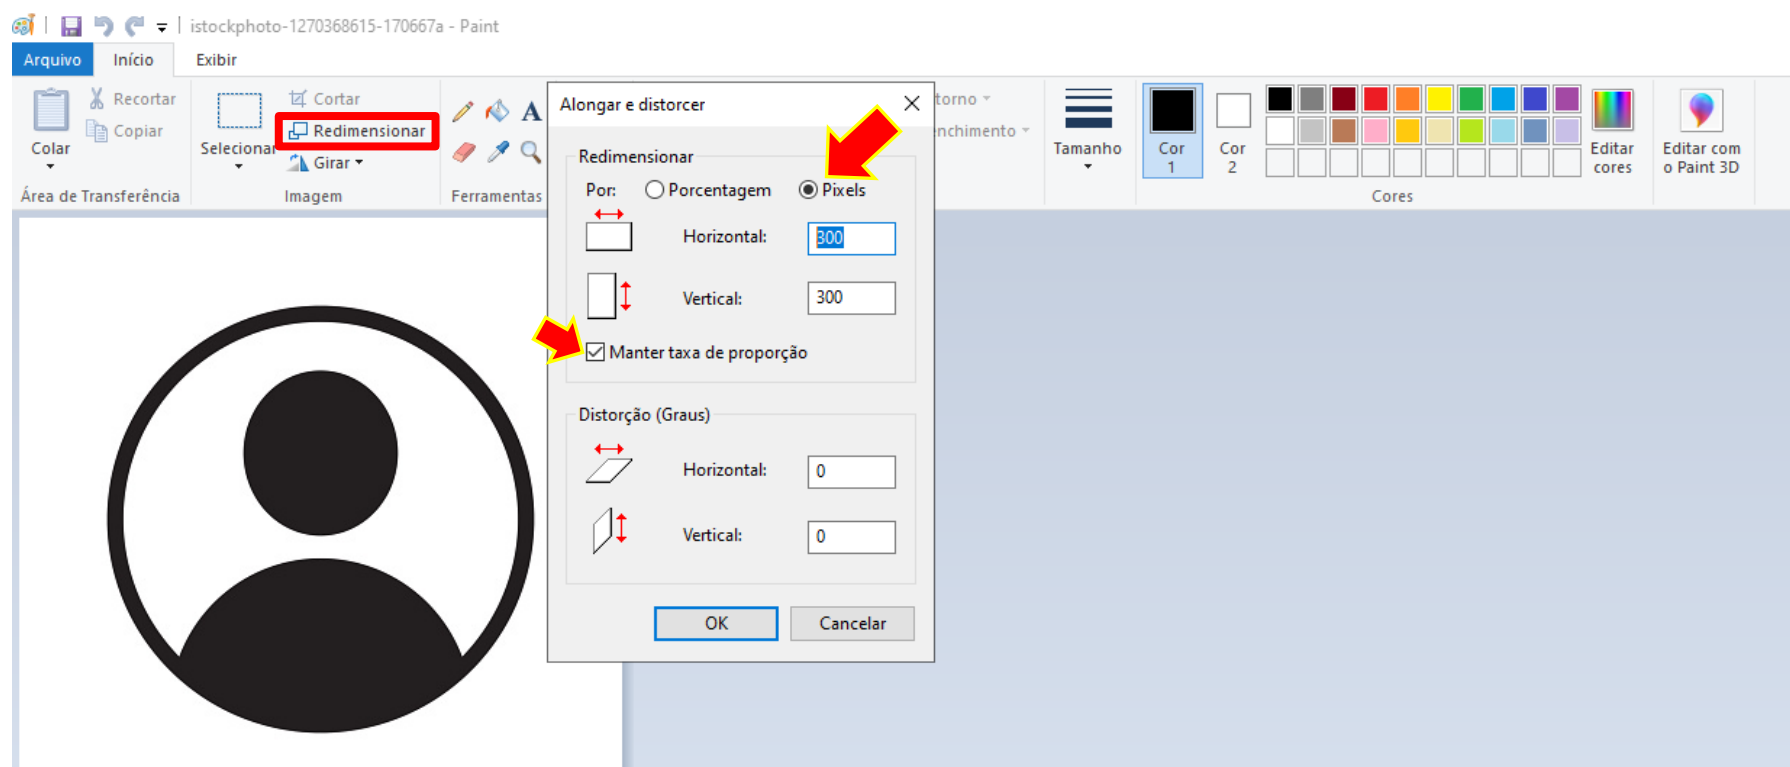 istockphoto-1270368615-170667a - Paint
Arquivo Início Exibir
Colar
Recortar
Copiar
Área de Transferência
Selecionar
Cortar
Redimensionar
Girar
Imagem
A
Ferramentas
Alongar e distorcer
Redimensionar
Por: Porcentagem Pixels
Horizontal: 300
Vertical: 300
Manter taxa de proporção
Distorção (Graus)
Horizontal: 0
Vertical: 0
OK Cancelar
torno
enchimento
Tamanho
Cor
1
Cor
2
Editar
cores
Cores
Editar com
o Paint 3D